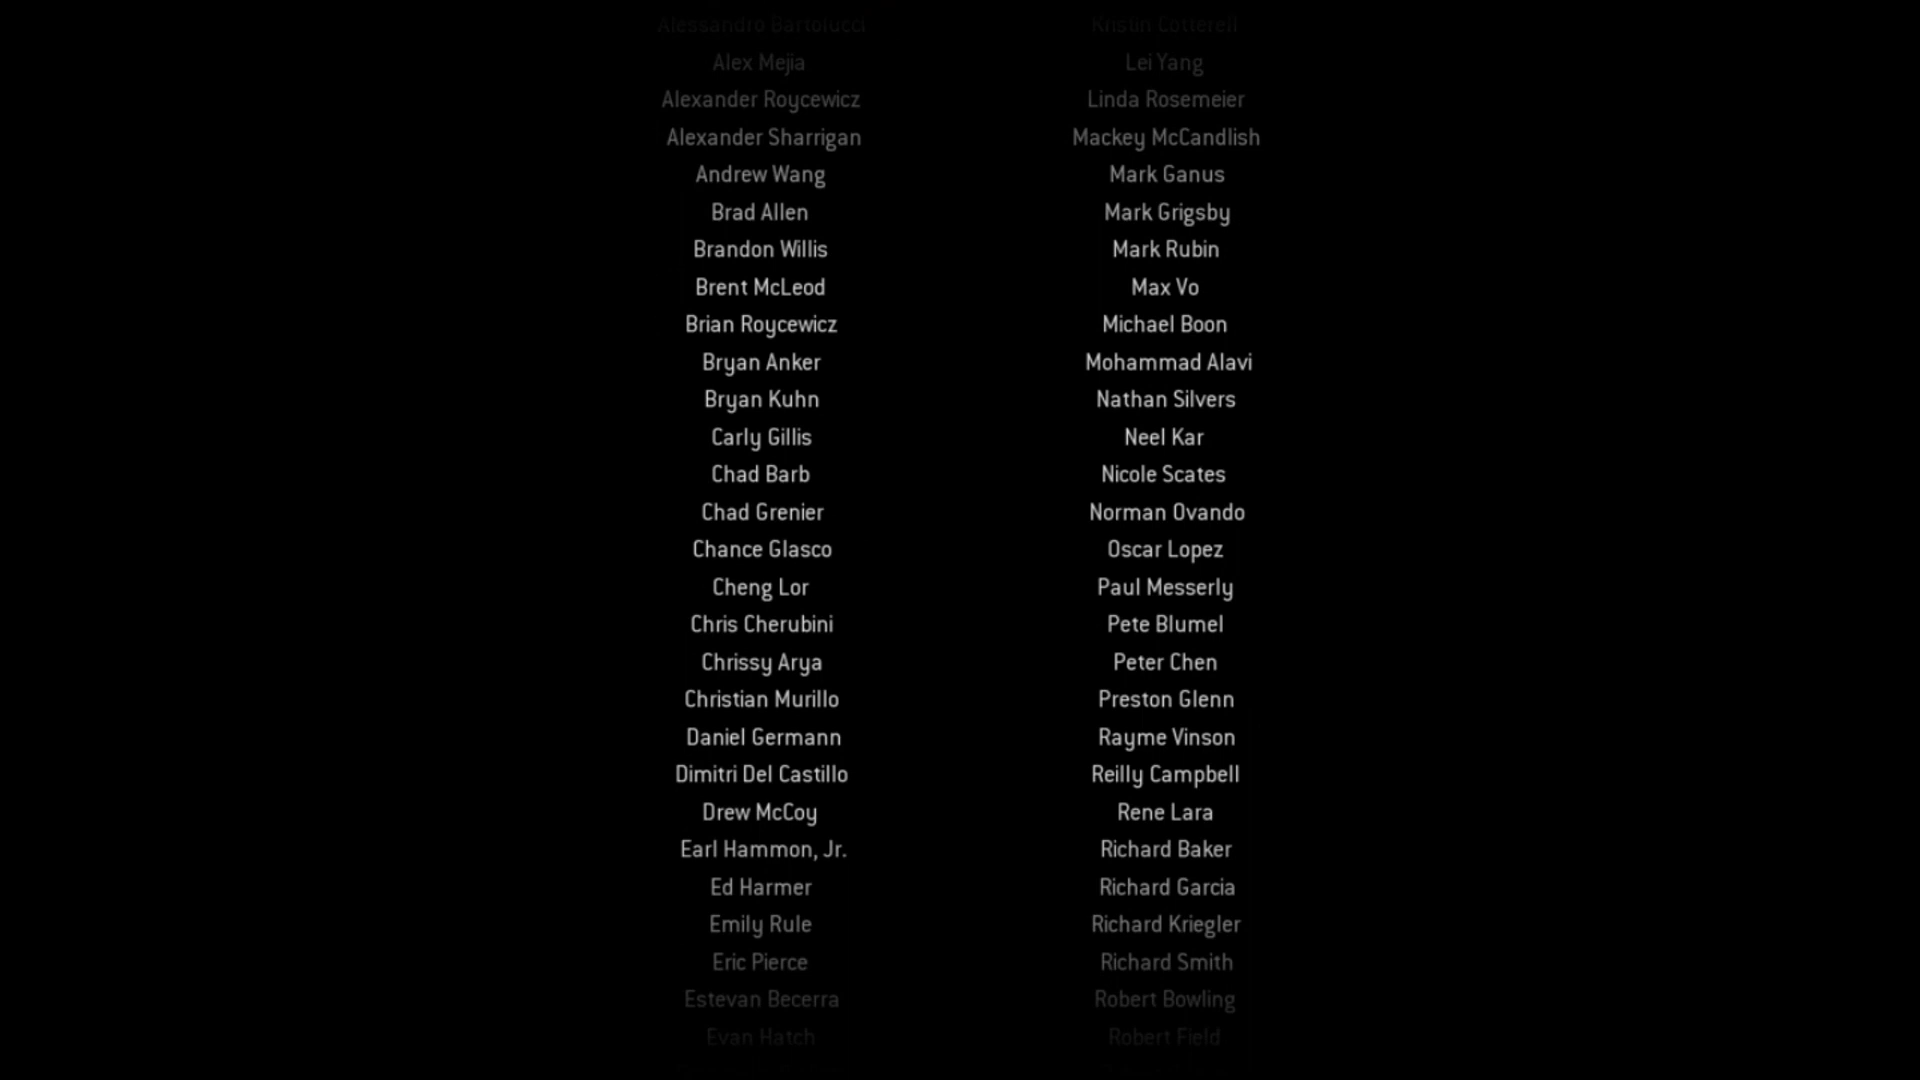 Alessandro Bartolucci
Alex Mejia
Alexander Roycewicz
Alexander Sharrigan
Andrew Wang
Brad Allen
Brandon Willis
Brent McLeod
Brian Roycewicz
Bryan Anker
Bryan Kuhn
Carly Gillis
Chad Barb
Chad Grenier
Chance Glasco
Cheng Lor
Chris Cherubini
Chrissy Arya
Christian Murillo
Daniel Germann
Dimitri Del Castillo
Drew McCoy
Earl Hammon, Jr.
Ed Harmer
Emily Rule
Eric Pierce
Estevan Becerra
Evan Hatch
Kristin Cotterell
Lei Yang
Linda Rosemeier
Mackey McCandlish
Mark Ganus
Mark Grigsby
Mark Rubin
Max Vo
Michael Boon
Mohammad Alavi
Nathan Silvers
Neel Kar
Nicole Scates
Norman Ovando
Oscar Lopez
Paul Messerly
Pete Blumel
Peter Chen
Preston Glenn
Rayme Vinson
Reilly Campbell
Rene Lara
Richard Baker
Richard Garcia
Richard Kriegler
Richard Smith
Robert Bowling
Robert Field